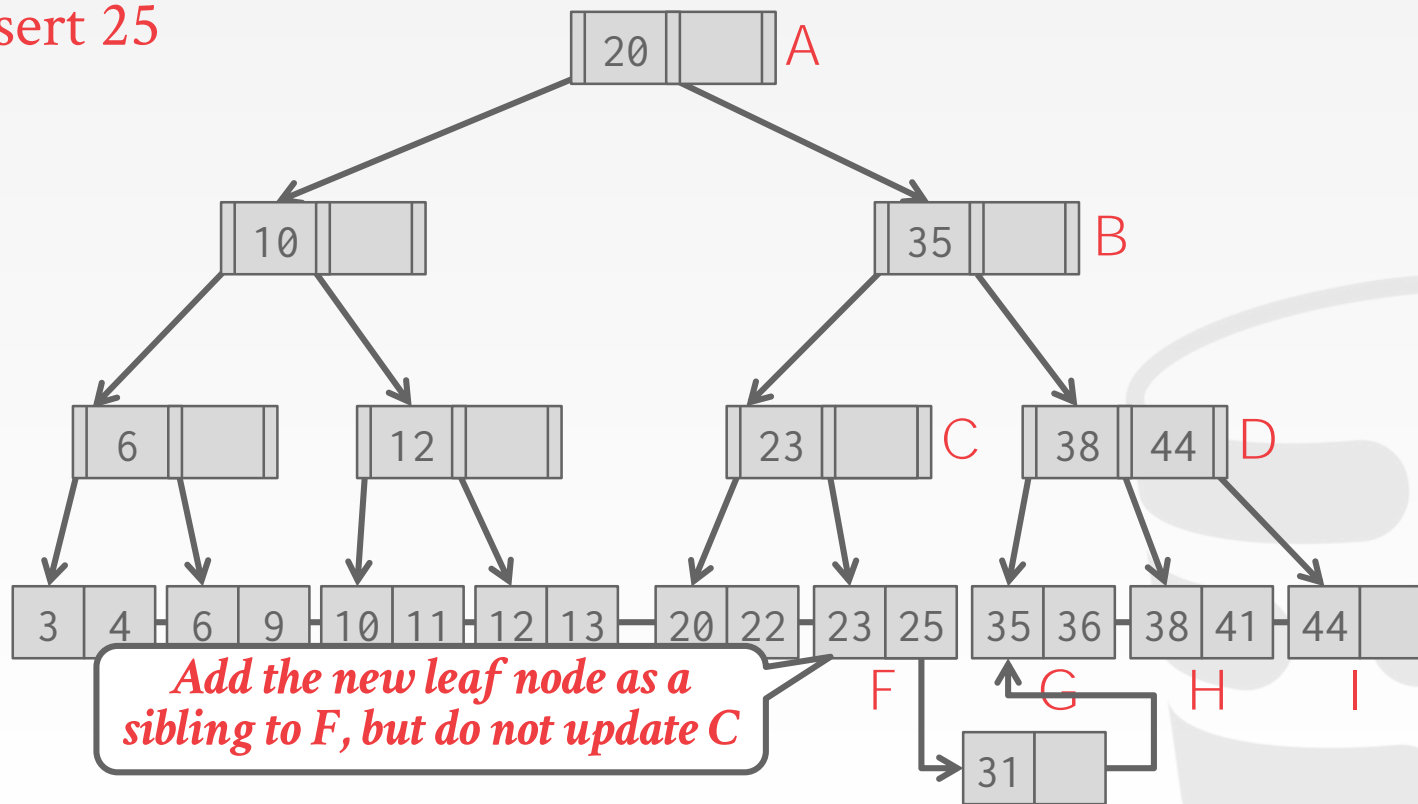 sert 25
20 A
10 35 B
6 12 23 C 38 44 D
3 4 6 9 10 11 12 13 20 22 23 25 35 36 38 41 44
Add the new leaf node as a
sibling to F, but do not update C
F G H I
31